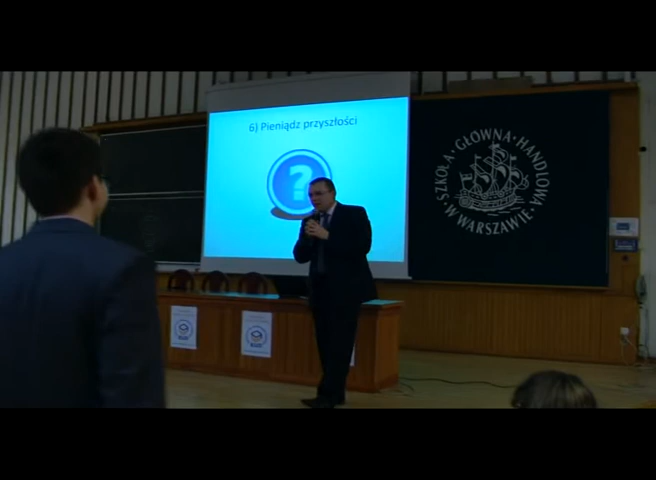 6) Pieniądz przyszłości
?
SZKOŁA · GŁÓWNA · HANDLOWA
· W WARSZAWIE ·